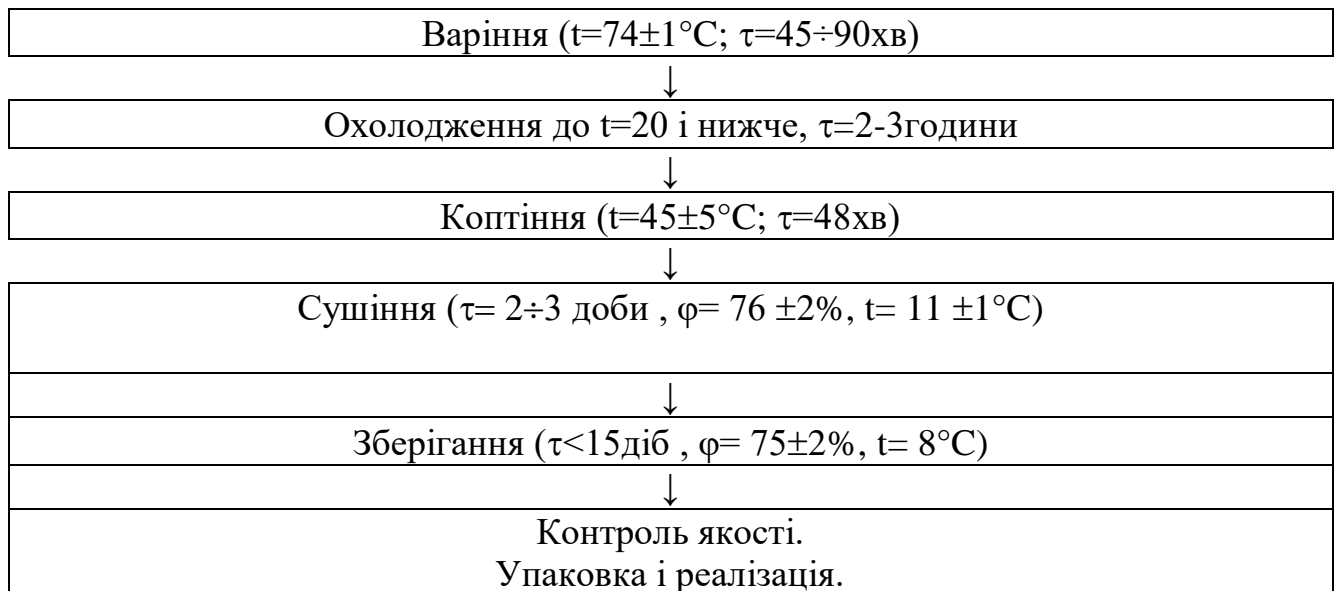 Варіння (t=74±1°C; τ=45÷90хв)
↓
Охолодження до t=20 і нижче, τ=2-3години
↓
Коптіння (t=45±5°C; τ=48хв)
↓
Сушіння (τ= 2÷3 доби , φ= 76 ±2%, t= 11 ±1°C)
↓
Зберігання (τ<15діб , φ= 75±2%, t= 8°C)
↓
Контроль якості.
Упаковка і реалізація.